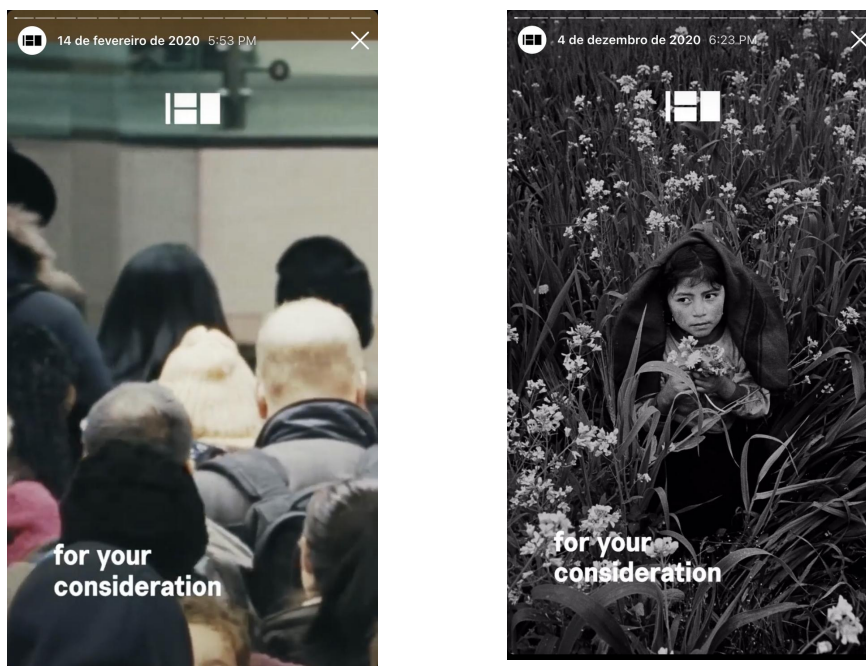 14 de fevereiro de 2020 5:53 PM
for your
consideration
4 de dezembro de 2020 6:23 PM
for your
consideration